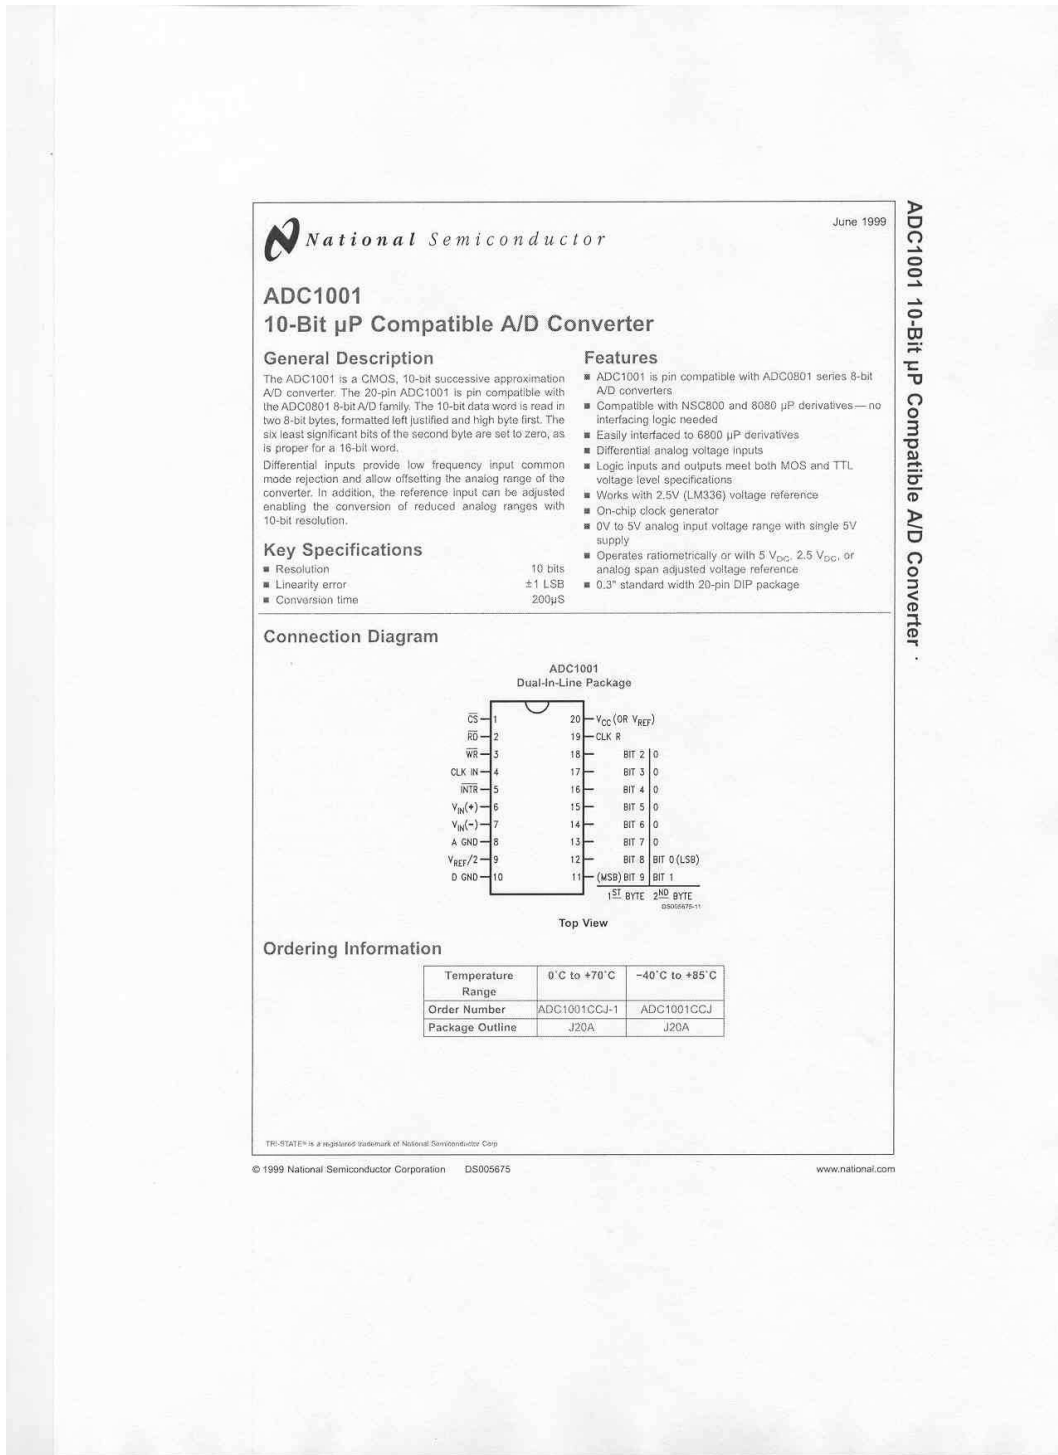 National Semiconductor
June 1999
ADC1001
10-Bit µP Compatible A/D Converter
General Description
The ADC1001 is a CMOS, 10-bit successive approximation
A/D converter. The 20-pin ADC1001 is pin compatible with
the ADC0801 8-bit A/D family. The 10-bit data word is read in
two 8-bit bytes, formatted left justified and high byte first. The
six least significant bits of the second byte are set to zero, as
is proper for a 16-bit word.
Differential inputs provide low frequency input common
mode rejection and allow offsetting the analog range of the
converter. In addition, the reference input can be adjusted
enabling the conversion of reduced analog ranges with
10-bit resolution.
Key Specifications
■ Resolution 10 bits
■ Linearity error ±1 LSB
■ Conversion time 200µS
Features
■ ADC1001 is pin compatible with ADC0801 series 8-bit
A/D converters
■ Compatible with NSC800 and 8080 µP derivatives—no
interfacing logic needed
■ Easily interfaced to 6800 µP derivatives
■ Differential analog voltage inputs
■ Logic inputs and outputs meet both MOS and TTL
voltage level specifications
■ Works with 2.5V (LM336) voltage reference
■ On-chip clock generator
■ 0V to 5V analog input voltage range with single 5V
supply
■ Operates ratiometrically or with 5 VDC, 2.5 VDC, or
analog span adjusted voltage reference
■ 0.3" standard width 20-pin DIP package
ADC1001 10-Bit µP Compatible A/D Converter
Connection Diagram
ADC1001
Dual-In-Line Package
CS 1 20 VCC (OR VREF)
RD 2 19 CLK R
WR 3 18 BIT 2 0
CLK IN 4 17 BIT 3 0
INTR 5 16 BIT 4 0
VIN(+) 6 15 BIT 5 0
VIN(-) 7 14 BIT 6 0
A GND 8 13 BIT 7 0
VREF/2 9 12 BIT 8 BIT 0 (LSB)
D GND 10 11 (MSB) BIT 9 BIT 1
1ST BYTE 2ND BYTE
DS005675-11
Top View
Ordering Information
Temperature 0°C to +70°C −40°C to +85°C
Range
Order Number ADC1001CCJ-1 ADC1001CCJ
Package Outline J20A J20A
TRI-STATE® is a registered trademark of National Semiconductor Corp
© 1999 National Semiconductor Corporation DS005675 www.national.com